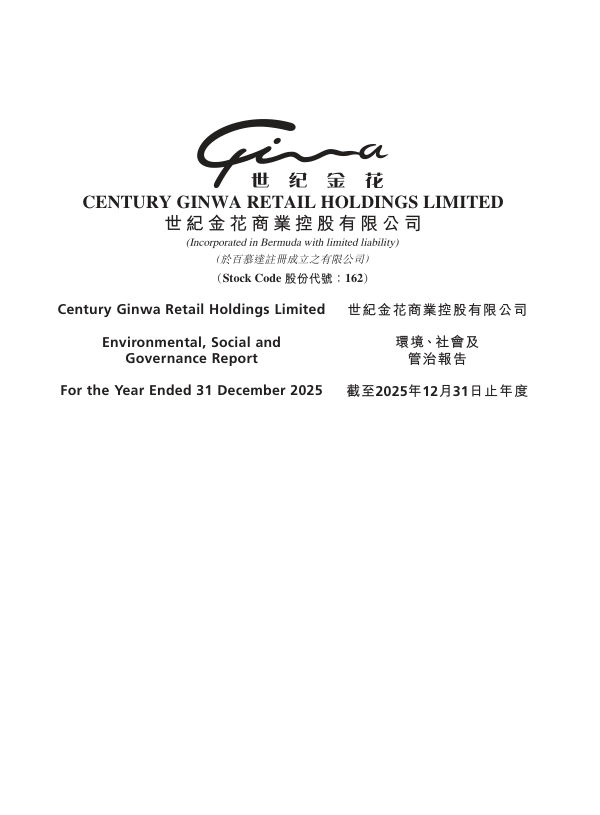 Ginwa
世纪金花
CENTURY GINWA RETAIL HOLDINGS LIMITED
世紀金花商業控股有限公司
(Incorporated in Bermuda with limited liability)
(於百慕達註冊成立之有限公司)
(Stock Code 股份代號：162)
Century Ginwa Retail Holdings Limited 世紀金花商業控股有限公司
Environmental, Social and 環境、社會及
Governance Report 管治報告
For the Year Ended 31 December 2025 截至2025年12月31日止年度